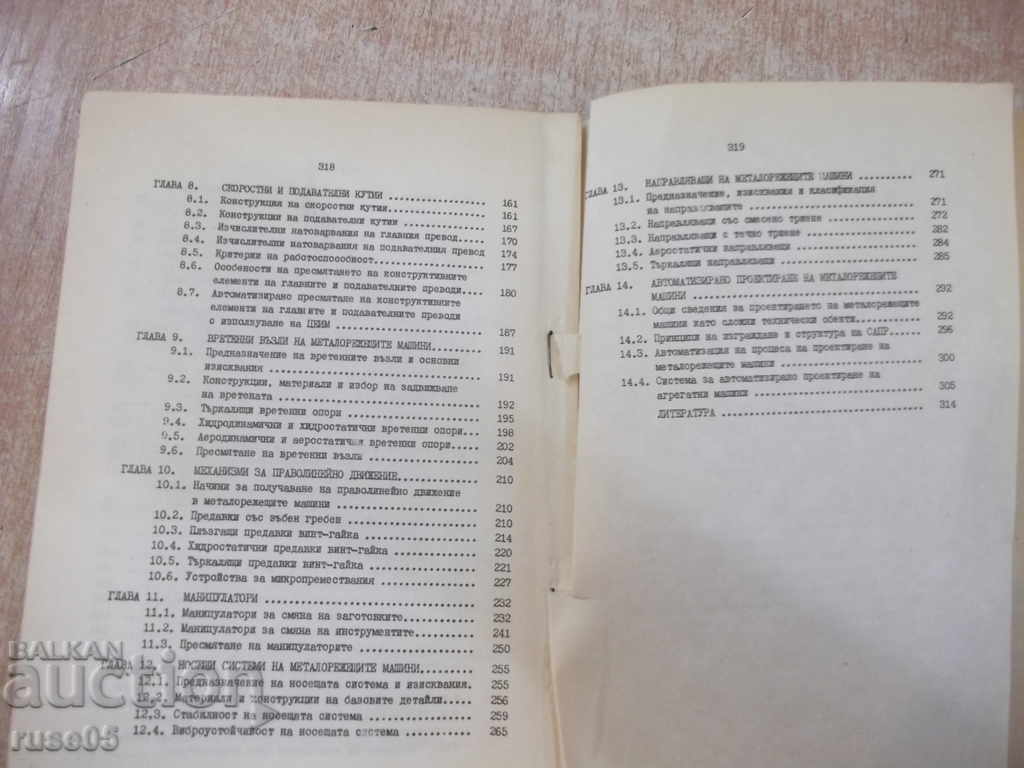 318
ГЛАВА 8. СКОРОСТНИ И ПОДАВАТЕЛНИ КУТИИ ........ 161
8.1. Конструкция на скоростни кутии........ 161
8.2. Конструкции на подавателни кутии ........ 167
8.3. Изчислителни натоварвания на главния превод..... 170
8.4. Изчислителни натоварвания на подавателния превод 174
8.5. Критерии на работоспособност........ 177
8.6. Особености на пресмятането на конструктивните
елементи на главните и подавателните преводи.... 180
8.7. Автоматизирано пресмятане на конструктивните
елементи на главните и подавателните преводи
с използуване на ЦЕИМ ........ 187
ГЛАВА 9. ВРЕТЕННИ ВЪЗЛИ НА МЕТАЛОРЕЖЕЩИТЕ МАШИНИ........ 191
9.1. Предназначение на вретенните възли и основни
изисквания ........ 191
9.2. Конструкции, материали и избор на задвижване
на вретената ........ 192
9.3. Търкалящи вретенни опори ........ 195
9.4. Хидродинамични и хидростатични вретенни опори... 198
9.5. Аеродинамични и аеростатични вретенни опори.... 202
9.6. Пресмятане на вретенни възли ........ 204
ГЛАВА 10. МЕХАНИЗМИ ЗА ПРАВОЛИНЕЙНО ДВИЖЕНИЕ........ 210
10.1. Начини за получаване на праволинейно движение
в металорежещите машини ........ 210
10.2. Предавки със зъбен гребен ........ 210
10.3. Плъзгащи предавки винт-гайка ........ 214
10.4. Хидростатични предавки винт-гайка ........ 220
10.5. Търкалящи предавки винт-гайка ........ 221
10.6. Устройства за микропремествания ........ 227
ГЛАВА 11. МАНИПУЛАТОРИ ........ 232
11.1. Манипулатори за смяна на заготовките........ 232
11.2. Манипулатори за смяна на инструментите........ 241
11.3. Пресмятане на манипулаторите ........ 250
ГЛАВА 12. НОСЕЩИ СИСТЕМИ НА МЕТАЛОРЕЖЕЩИТЕ МАШИНИ........ 255
12.1. Предназначение на носещата система и изисквания. 255
12.2. Материали и конструкции на базовите детайли.... 256
12.3. Стабилност на носещата система ........ 259
12.4. Виброустойчивост на носещата система ........ 265
319
ГЛАВА 13. НАПРАВЛЯВАЩИ НА МЕТАЛОРЕЖЕЩИТЕ МАШИНИ ........ 271
13.1. Предназначение, изисквания и класификация
на направляващите ........ 271
13.2. Направляващи със смесено триене ........ 272
13.3. Направляващи с течно триене ........ 282
13.4. Аеростатични направляващи ........ 284
13.5. Търкалящи направляващи ........ 285
ГЛАВА 14. АВТОМАТИЗИРАНО ПРОЕКТИРАНЕ НА МЕТАЛОРЕЖЕЩИТЕ
МАШИНИ ........ 292
14.1. Общи сведения за проектирането на металорежещите
машини като сложни технически обекти. ........ 292
14.2. Принципи на изграждане и структура на САПР.... 296
14.3. Автоматизация на процеса на проектиране на
металорежещите машини ........ 300
14.4. Система за автоматизирано проектиране на
агрегатни машини ........ 305
ЛИТЕРАТУРА ........ 314
BALKAN
auction
ruse05